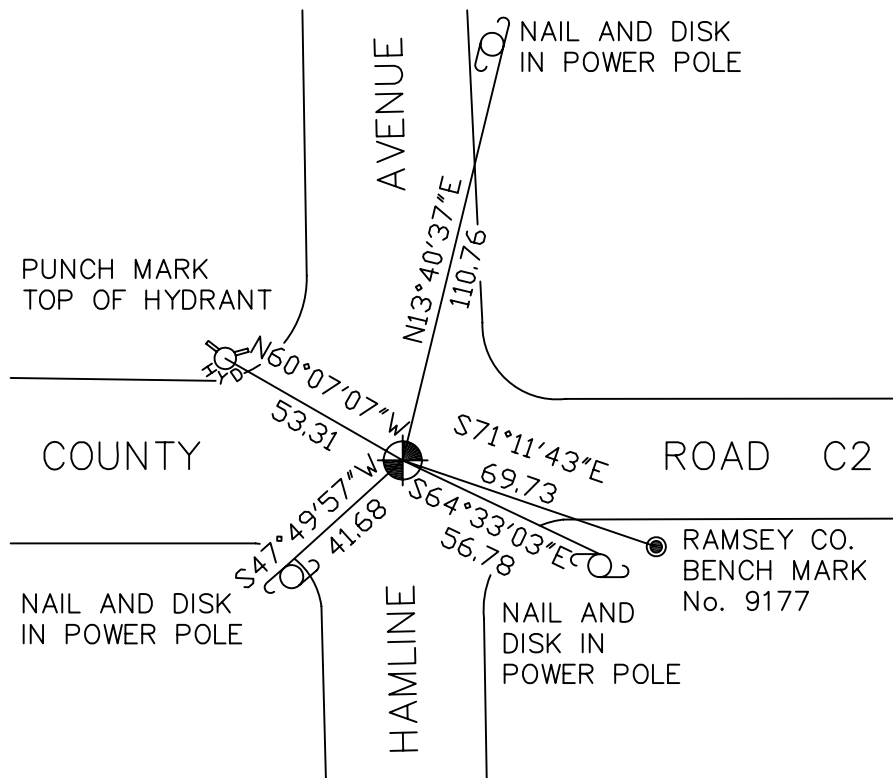 NAIL AND DISK
IN POWER POLE
AVENUE
N13°40'37"E
110.76
PUNCH MARK
TOP OF HYDRANT
HYD
N60°07'07"W
53.31
COUNTY
S71°11'43"E
69.73
ROAD C2
S47°49'57"W
41.68
S64°33'03"E
56.78
RAMSEY CO.
BENCH MARK
No. 9177
NAIL AND DISK
IN POWER POLE
NAIL AND
DISK IN
POWER POLE
HAMLINE